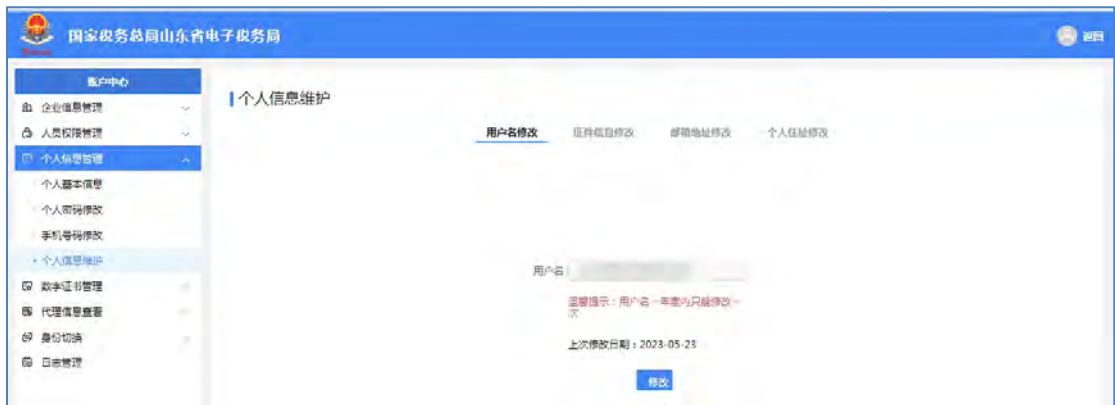 国家税务总局山东省电子税务局
返回
账户中心
企业信息管理
人员权限管理
个人信息管理
个人基本信息
个人密码修改
手机号码修改
个人信息维护
数字证书管理
代理信息查看
身份切换
日志管理
个人信息维护
用户名修改 证件信息修改 邮箱地址修改 个人住址修改
用户名
温馨提示：用户名一年度内只能修改一
次
上次修改日期：2023-05-23
修改